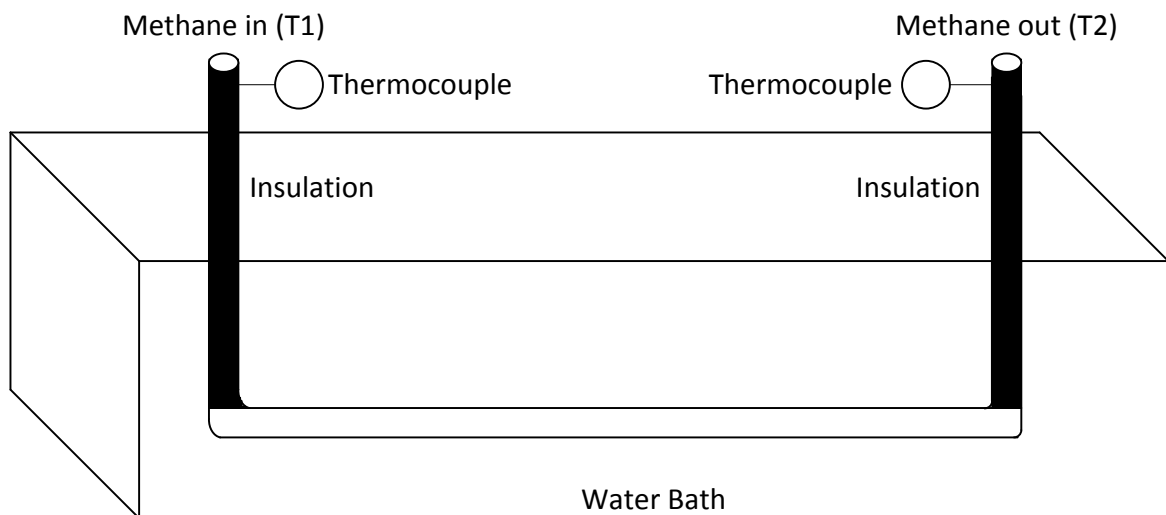 Methane in (T1)
Methane out (T2)
Thermocouple
Thermocouple
Insulation
Insulation
Water Bath